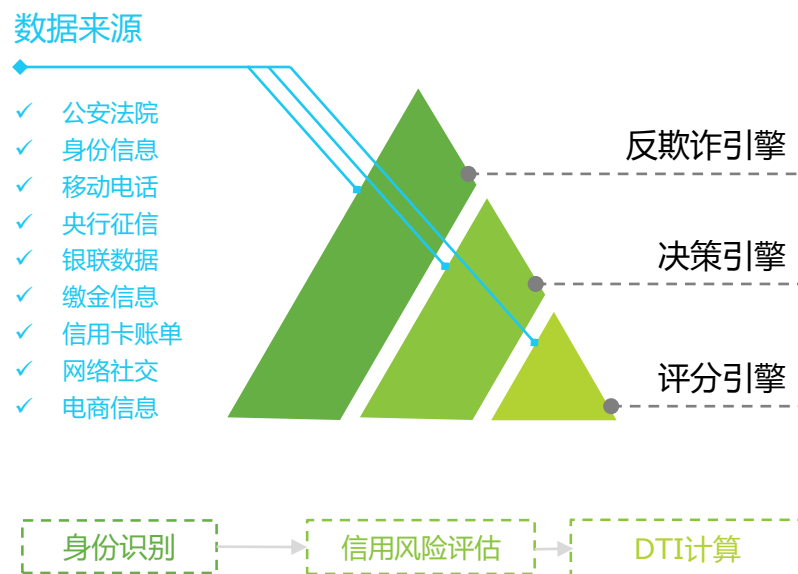 数据来源
公安法院
身份信息
移动电话
央行征信
银联数据
缴金信息
信用卡账单
网络社交
电商信息
反欺诈引擎
决策引擎
评分引擎
身份识别
信用风险评估
DTI计算